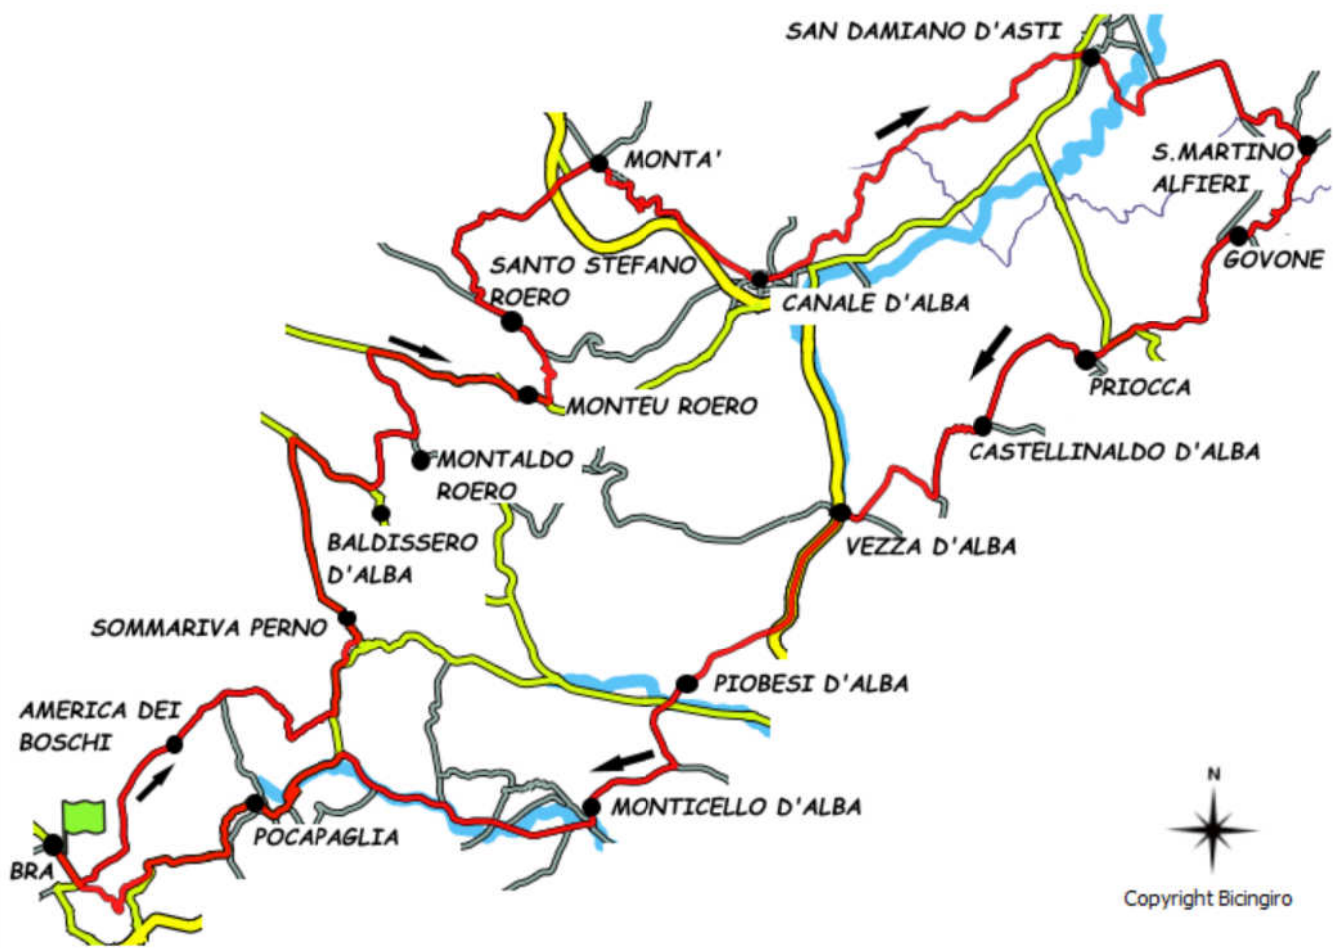 SAN DAMIANO D'ASTI
MONTA'
S.MARTINO
ALFIERI
SANTO STEFANO
ROERO
GOVONE
CANALE D'ALBA
PRIOCCA
MONTEU ROERO
CASTELLINALDO D'ALBA
MONTALDO
ROERO
BALDISSERO
D'ALBA
VEZZA D'ALBA
SOMMARIVA PERNO
PIOBESI D'ALBA
AMERICA DEI
BOSCHI
N
MONTICELLO D'ALBA
POCAPAGLIA
BRA
Copyright Bicingiro